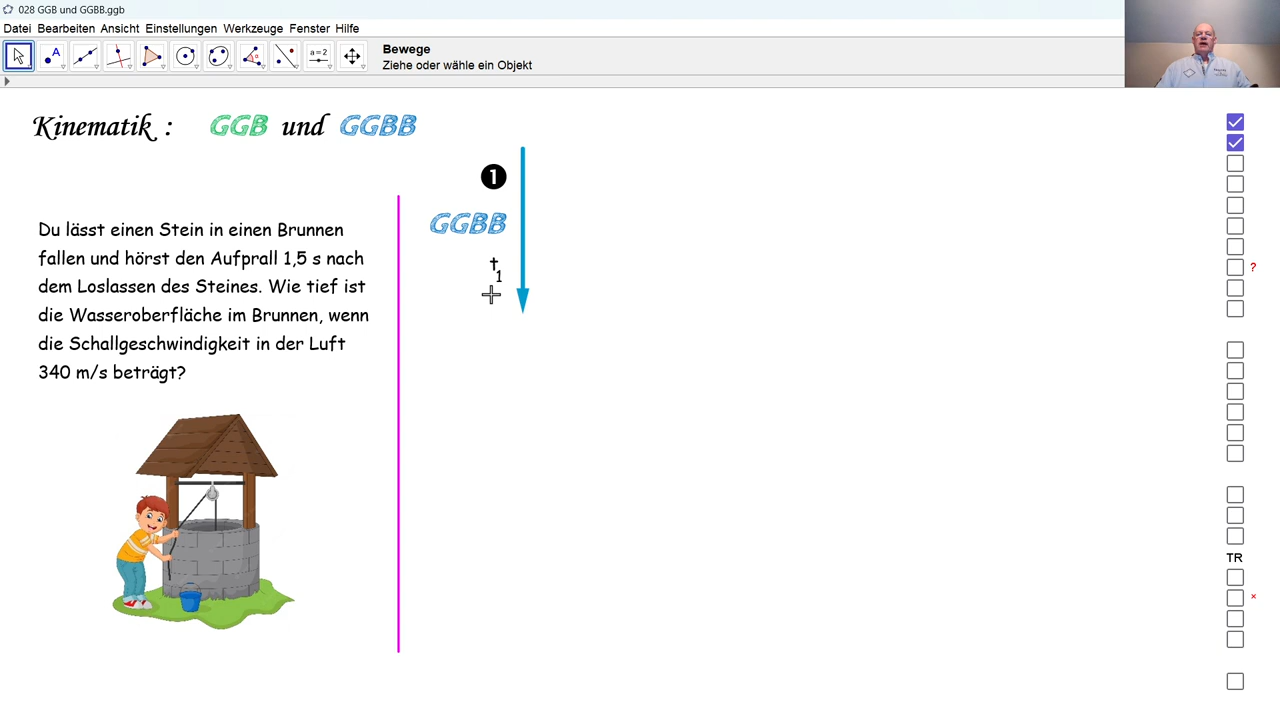 028 GGB und GGBB.ggb
Datei Bearbeiten Ansicht Einstellungen Werkzeuge Fenster Hilfe
A
a=2
Bewege
Ziehe oder wähle ein Objekt
Kinematik : GGB und GGBB
1
GGBB
t1
Du lässt einen Stein in einen Brunnen
fallen und hörst den Aufprall 1,5 s nach
dem Loslassen des Steines. Wie tief ist
die Wasseroberfläche im Brunnen, wenn
die Schallgeschwindigkeit in der Luft
340 m/s beträgt?
?
TR
×